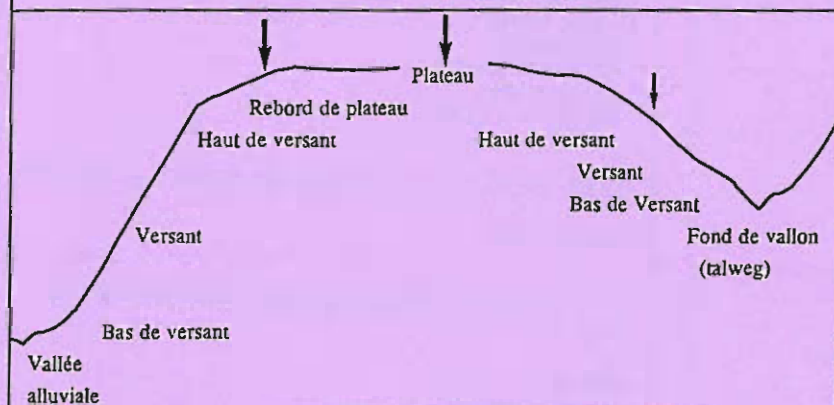 Plateau
Rebord de plateau
Haut de versant
Haut de versant
Versant
Bas de Versant
Versant
Fond de vallon
(talweg)
Bas de versant
Vallée
alluviale